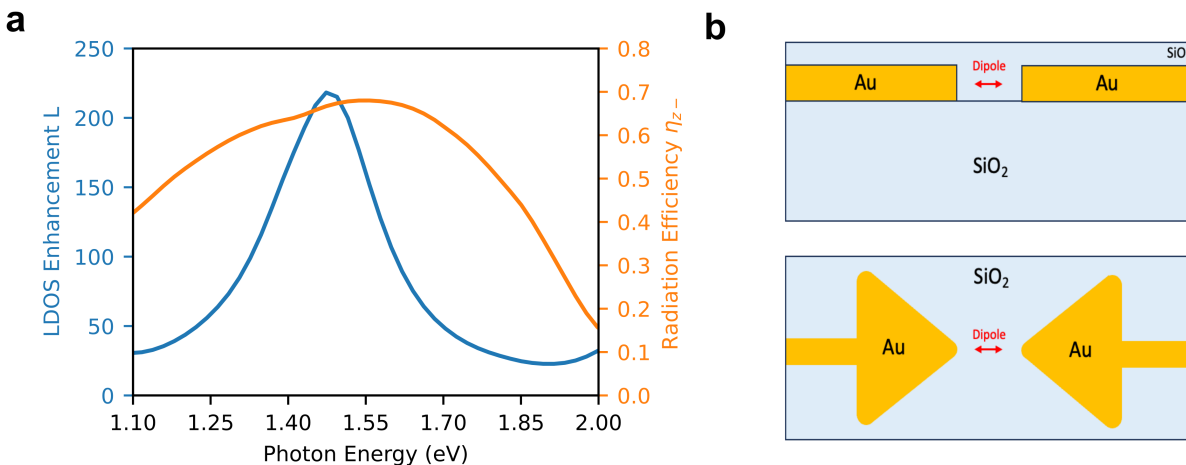 a
250
200
150
100
50
0
LDOS Enhancement L
0.8
0.7
0.6
0.5
0.4
0.3
0.2
0.1
0.0
Radiation Efficiency ηz−
1.10 1.25 1.40 1.55 1.70 1.85 2.00
Photon Energy (eV)
b
SiO
Dipole
Au Au
SiO2
SiO2
Dipole
Au Au